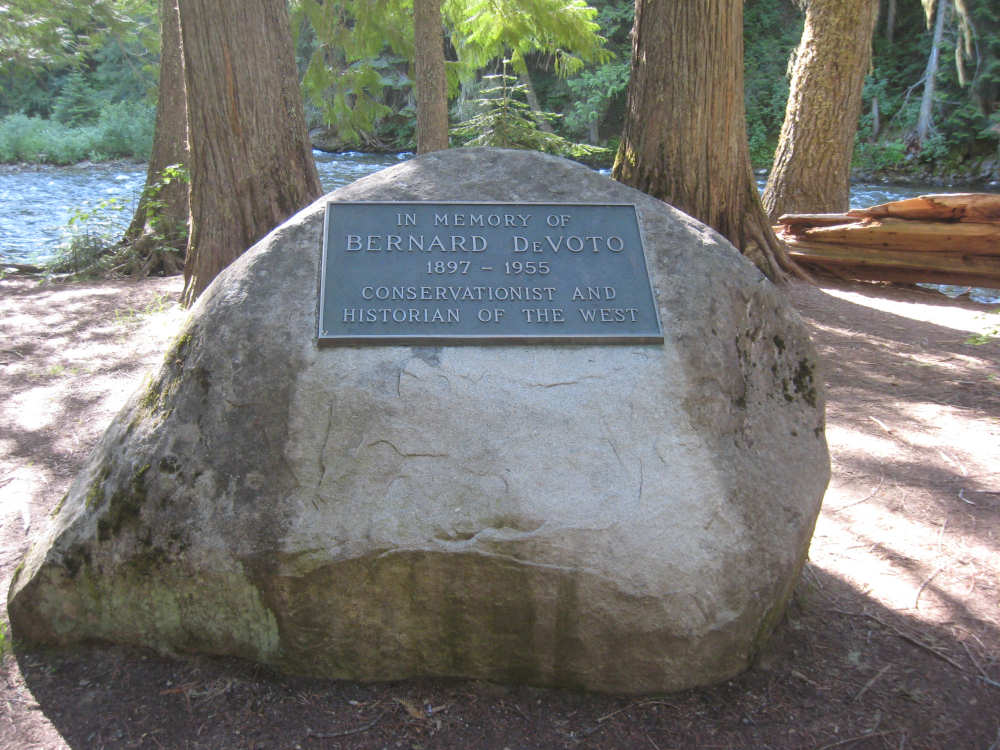 IN MEMORY OF
BERNARD DeVOTO
1897 - 1955
CONSERVATIONIST AND
HISTORIAN OF THE WEST